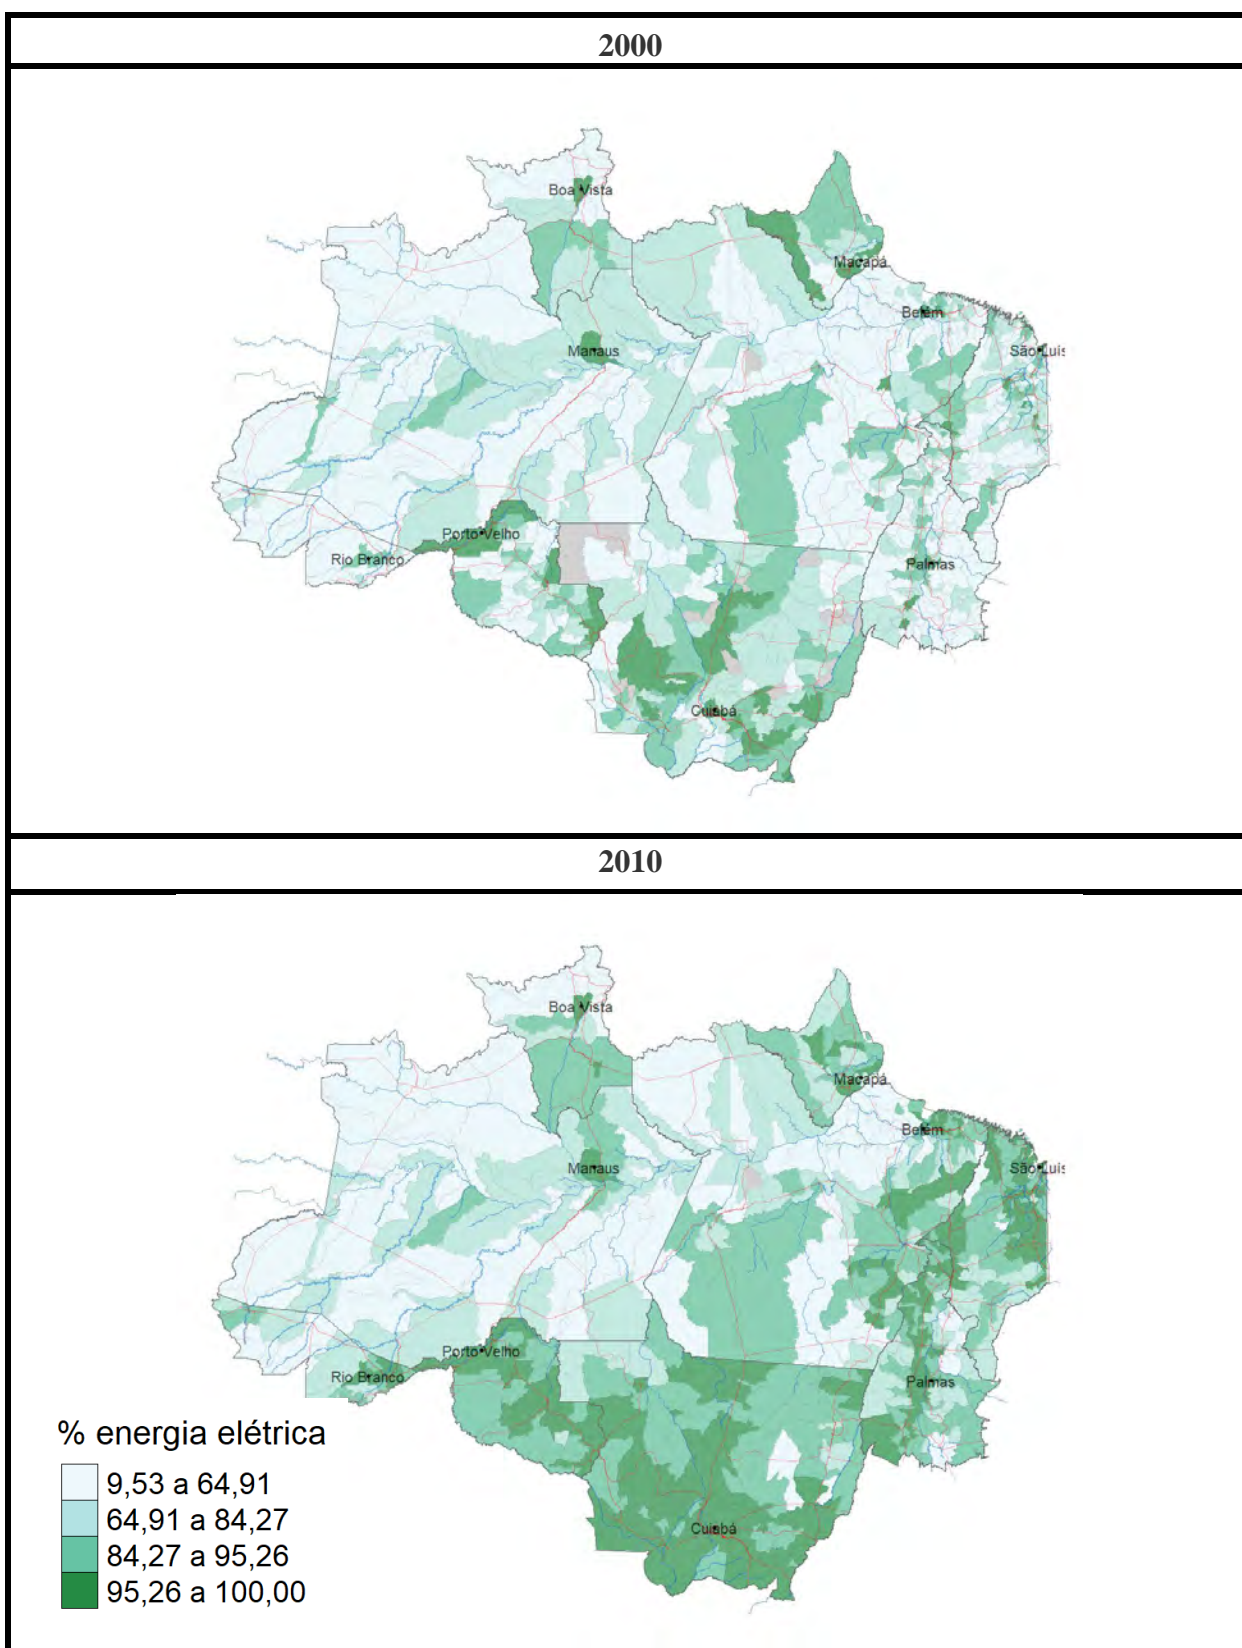 2000
Boa Vista
Macapá
Belém
São Luis
Manaus
Porto Velho
Rio Branco
Palmas
Cuiabá
2010
Boa Vista
Macapá
Belém
São Luis
Manaus
Porto Velho
Rio Branco
Palmas
% energia elétrica
9,53 a 64,91
64,91 a 84,27
84,27 a 95,26
Cuiabá
95,26 a 100,00